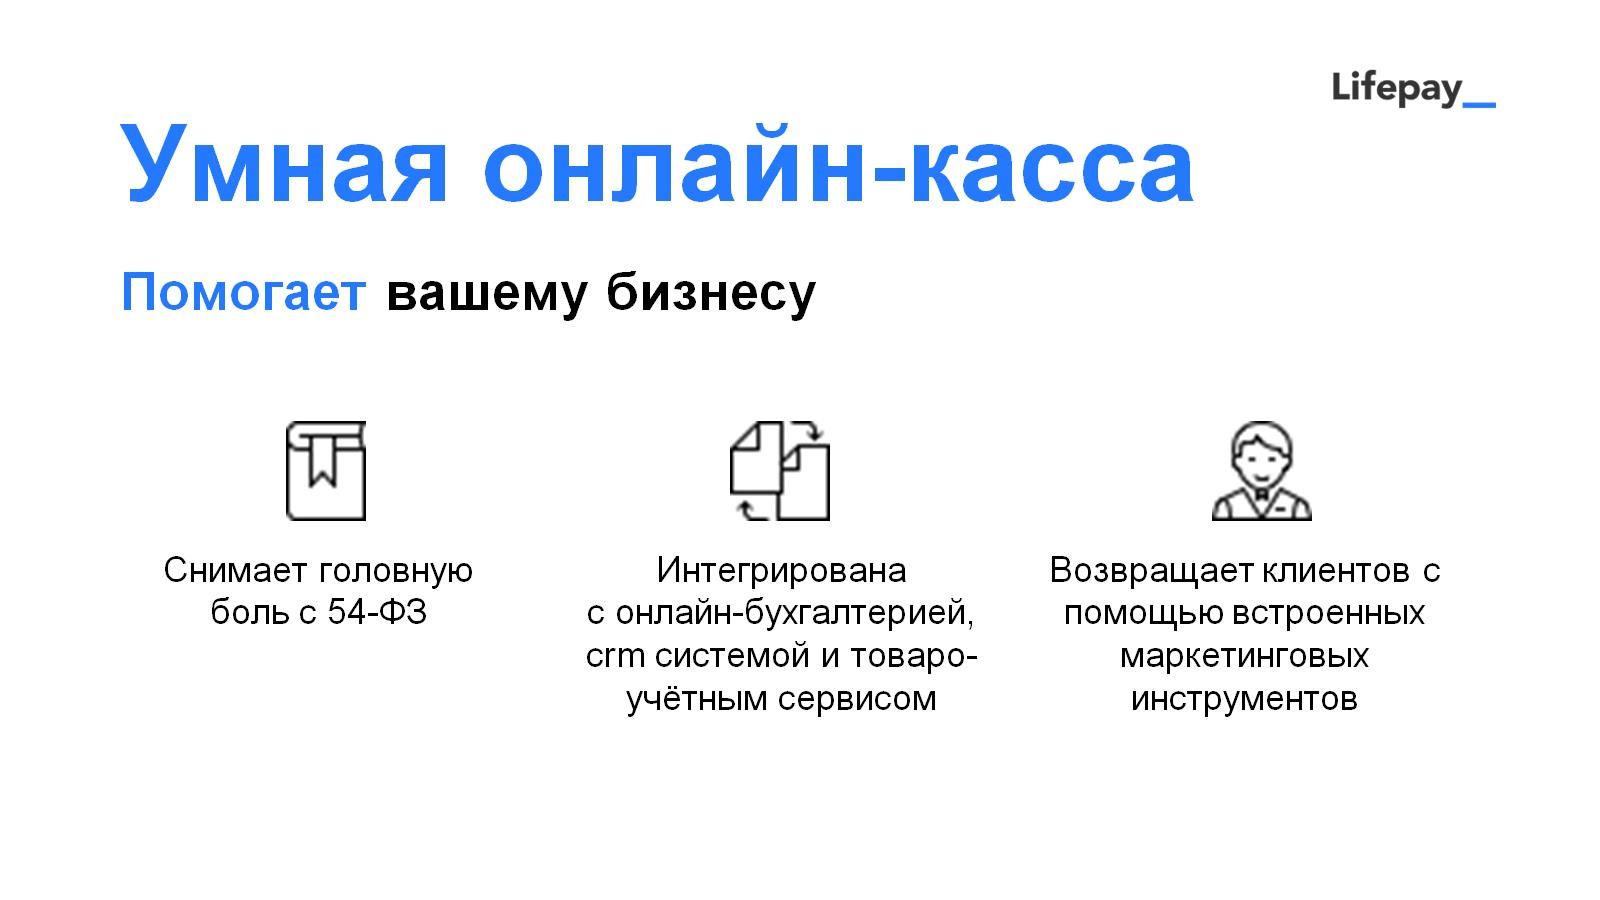 Lifepay_
Умная онлайн-касса
Помогает вашему бизнесу
Снимает головную
боль с 54-ФЗ
Интегрирована
с онлайн-бухгалтерией,
crm системой и товаро-
учётным сервисом
Возвращает клиентов с
помощью встроенных
маркетинговых
инструментов